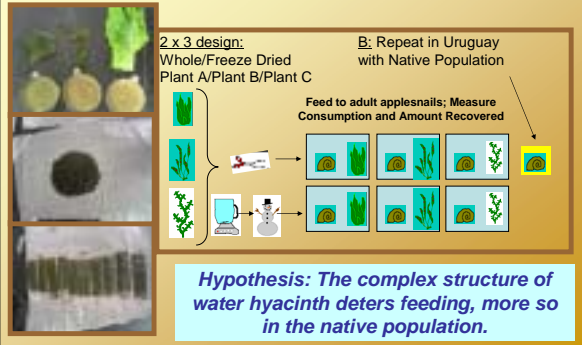 2 x 3 design:
Whole/Freeze Dried
Plant A/Plant B/Plant C
B: Repeat in Uruguay
with Native Population
Feed to adult applesnails; Measure
Consumption and Amount Recovered
Hypothesis: The complex structure of
water hyacinth deters feeding, more so
in the native population.